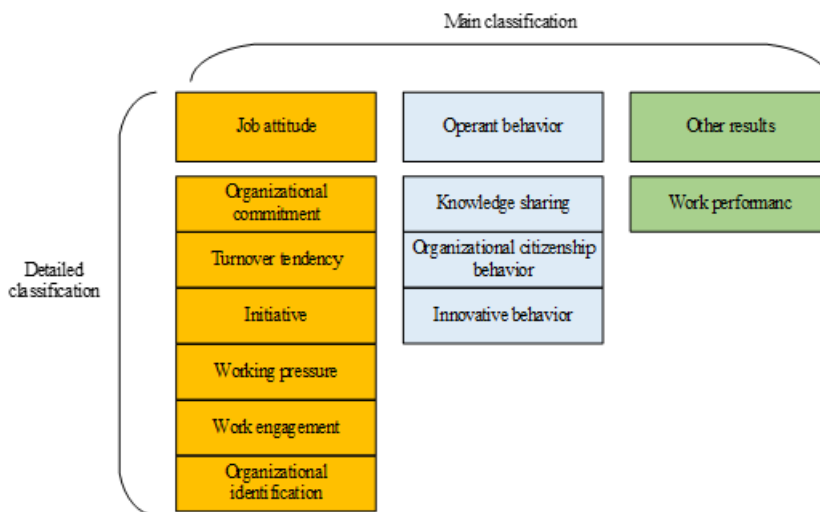 Main classification
Job attitude
Operant behavior
Other results
Organizational
commitment
Knowledge sharing
Work performanc
Turnover tendency
Organizational citizenship
behavior
Detailed
classification
Initiative
Innovative behavior
Working pressure
Work engagement
Organizational
identification